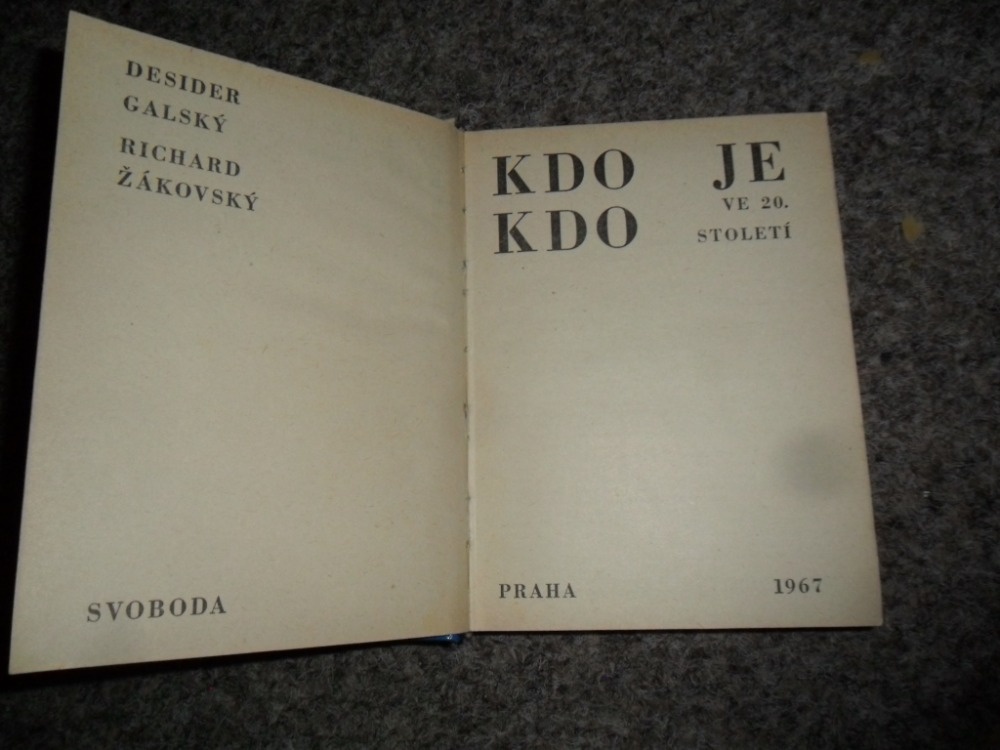 DESIDER
GALSKÝ
RICHARD
ŽÁKOVSKÝ
SVOBODA
KDO JE
KDO VE 20.
STOLETÍ
PRAHA 1967